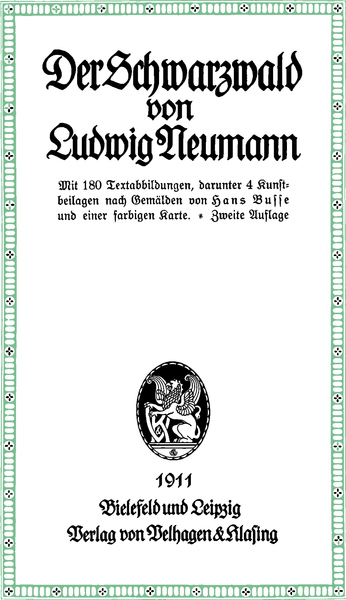 Der Schwarzwald
von
Ludwig Neumann
Mit 180 Textabbildungen, darunter 4 Kunst-
beilagen nach Gemälden von Hans Busse
und einer farbigen Karte. * Zweite Auflage
VK
1911
Bielefeld und Leipzig
Verlag von Velhagen & Klasing